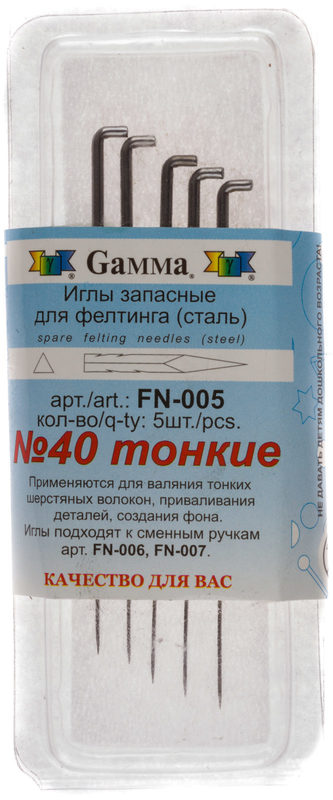 γ ® Gамма® γ ®
Иглы запасные
для фелтинга (сталь)
spare felting needles (steel)
арт./art.: FN-005
кол-во/q-ty: 5шт./pcs.
№40 тонкие
Применяются для валяния тонких
шерстяных волокон, приваливания
деталей, создания фона.
Иглы подходят к сменным ручкам
арт. FN-006, FN-007.
КАЧЕСТВО ДЛЯ ВАС
НЕ ДАВАТЬ ДЕТЯМ ДОШКОЛЬНОГО ВОЗРАСТА!